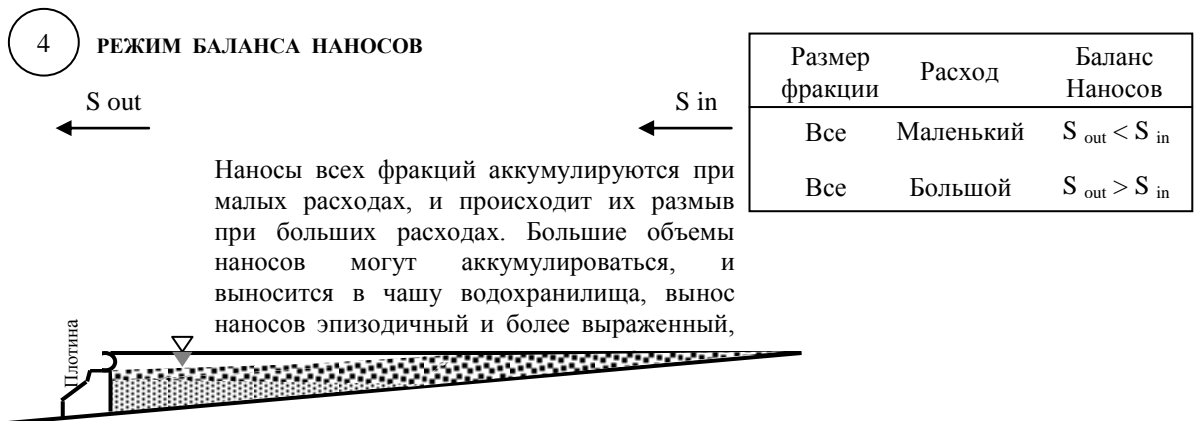 4
РЕЖИМ БАЛАНСА НАНОСОВ
S out
S in
Размер фракции Расход Баланс Наносов
Все Маленький S out < S in
Все Большой S out > S in
Наносы всех фракций аккумулируются при
малых расходах, и происходит их размыв
при больших расходах. Большие объемы
наносов могут аккумулироваться, и
выносится в чашу водохранилища, вынос
наносов эпизодичный и более выраженный,
Плотина